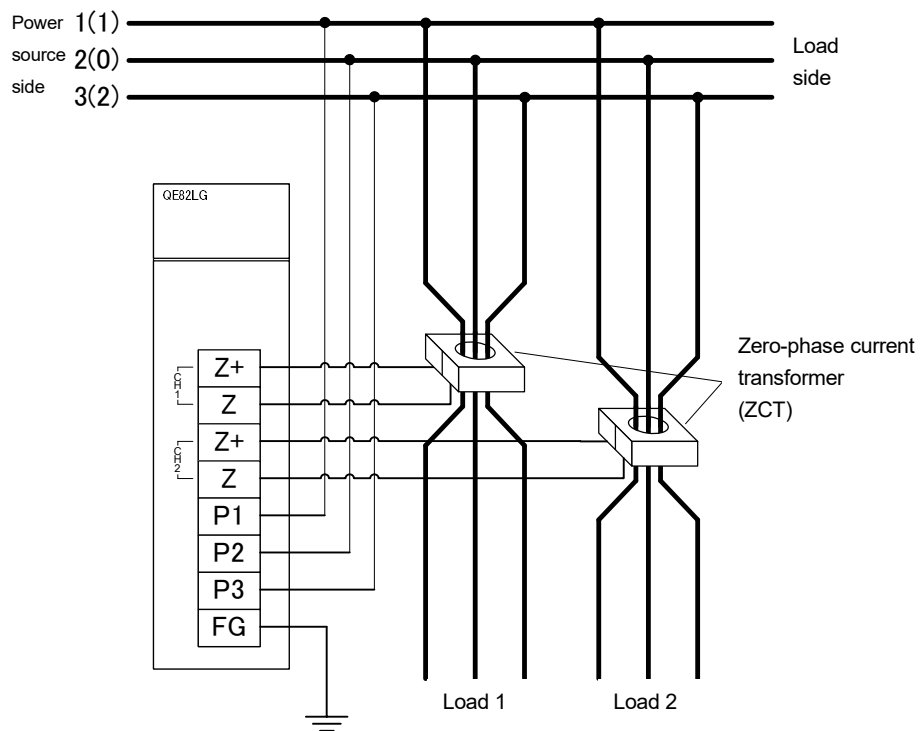 Power
source
side
1(1)
2(0)
3(2)
Load
side
QE82LG
CH1
Z+
Z
CH2
Z+
Z
P1
P2
P3
FG
Zero-phase current
transformer
(ZCT)
Load 1
Load 2